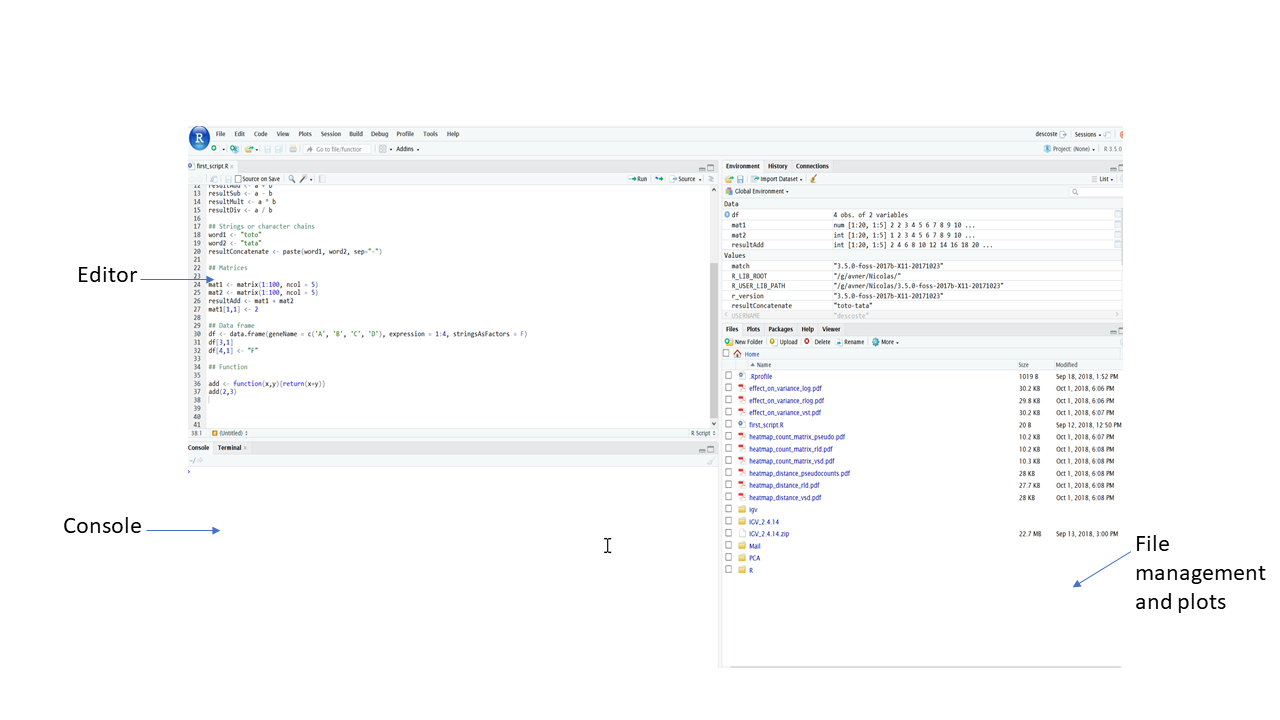 File Edit Code View Plots Session Build Debug Profile Tools Help
descoste Sessions
Go to file/function Addins
Project: (None) R 3.5.0
first_script.R
Source on Save Run Source
12 resultAdd <- a + b
13 resultSub <- a - b
14 resultMult <- a * b
15 resultDiv <- a / b
16
17 ## Strings or character chains
18 word1 <- "toto"
19 word2 <- "tata"
20 resultConcatenate <- paste(word1, word2, sep="-")
21
22 ## Matrices
23
24 mat1 <- matrix(1:100, ncol = 5)
25 mat2 <- matrix(1:100, ncol = 5)
26 resultAdd <- mat1 + mat2
27 mat1[1,1] <- 2
28
29 ## Data frame
30 df <- data.frame(geneName = c('A', 'B', 'C', 'D'), expression = 1:4, stringsAsFactors = F)
31 df[3,1]
32 df[4,1] <- "F"
33
34 ## Function
35
36 add <- function(x,y){return(x+y)}
37 add(2,3)
38
39
40
41
38:1 (Untitled) R Script
Console Terminal
~/
>
Environment History Connections
Import Dataset List
Global Environment
Data
df 4 obs. of 2 variables
mat1 num [1:20, 1:5] 2 2 3 4 5 6 7 8 9 10 ...
mat2 int [1:20, 1:5] 1 2 3 4 5 6 7 8 9 10 ...
resultAdd int [1:20, 1:5] 2 4 6 8 10 12 14 16 18 20 ...
Values
match "3.5.0-foss-2017b-X11-20171023"
R_LIB_ROOT "/g/avner/Nicolas/"
R_USER_LIB_PATH "/g/avner/Nicolas/3.5.0-foss-2017b-X11-20171023"
r_version "3.5.0-foss-2017b-X11-20171023"
resultConcatenate "toto-tata"
USERNAME "descoste"
Files Plots Packages Help Viewer
New Folder Upload Delete Rename More
Home
Name Size Modified
.Rprofile 1019 B Sep 18, 2018, 1:52 PM
effect_on_variance_log.pdf 30.2 KB Oct 1, 2018, 6:06 PM
effect_on_variance_rlog.pdf 29.8 KB Oct 1, 2018, 6:06 PM
effect_on_variance_vst.pdf 30.2 KB Oct 1, 2018, 6:07 PM
first_script.R 20 B Sep 12, 2018, 12:50 PM
heatmap_count_matrix_pseudo.pdf 10.2 KB Oct 1, 2018, 6:07 PM
heatmap_count_matrix_rld.pdf 10.2 KB Oct 1, 2018, 6:08 PM
heatmap_count_matrix_vsd.pdf 10.3 KB Oct 1, 2018, 6:08 PM
heatmap_distance_pseudocounts.pdf 28 KB Oct 1, 2018, 6:08 PM
heatmap_distance_rld.pdf 27.7 KB Oct 1, 2018, 6:08 PM
heatmap_distance_vsd.pdf 28 KB Oct 1, 2018, 6:08 PM
igv
IGV_2.4.14
IGV_2.4.14.zip 22.7 MB Sep 13, 2018, 3:00 PM
Mail
PCA
R
Editor
Console
File
management
and plots